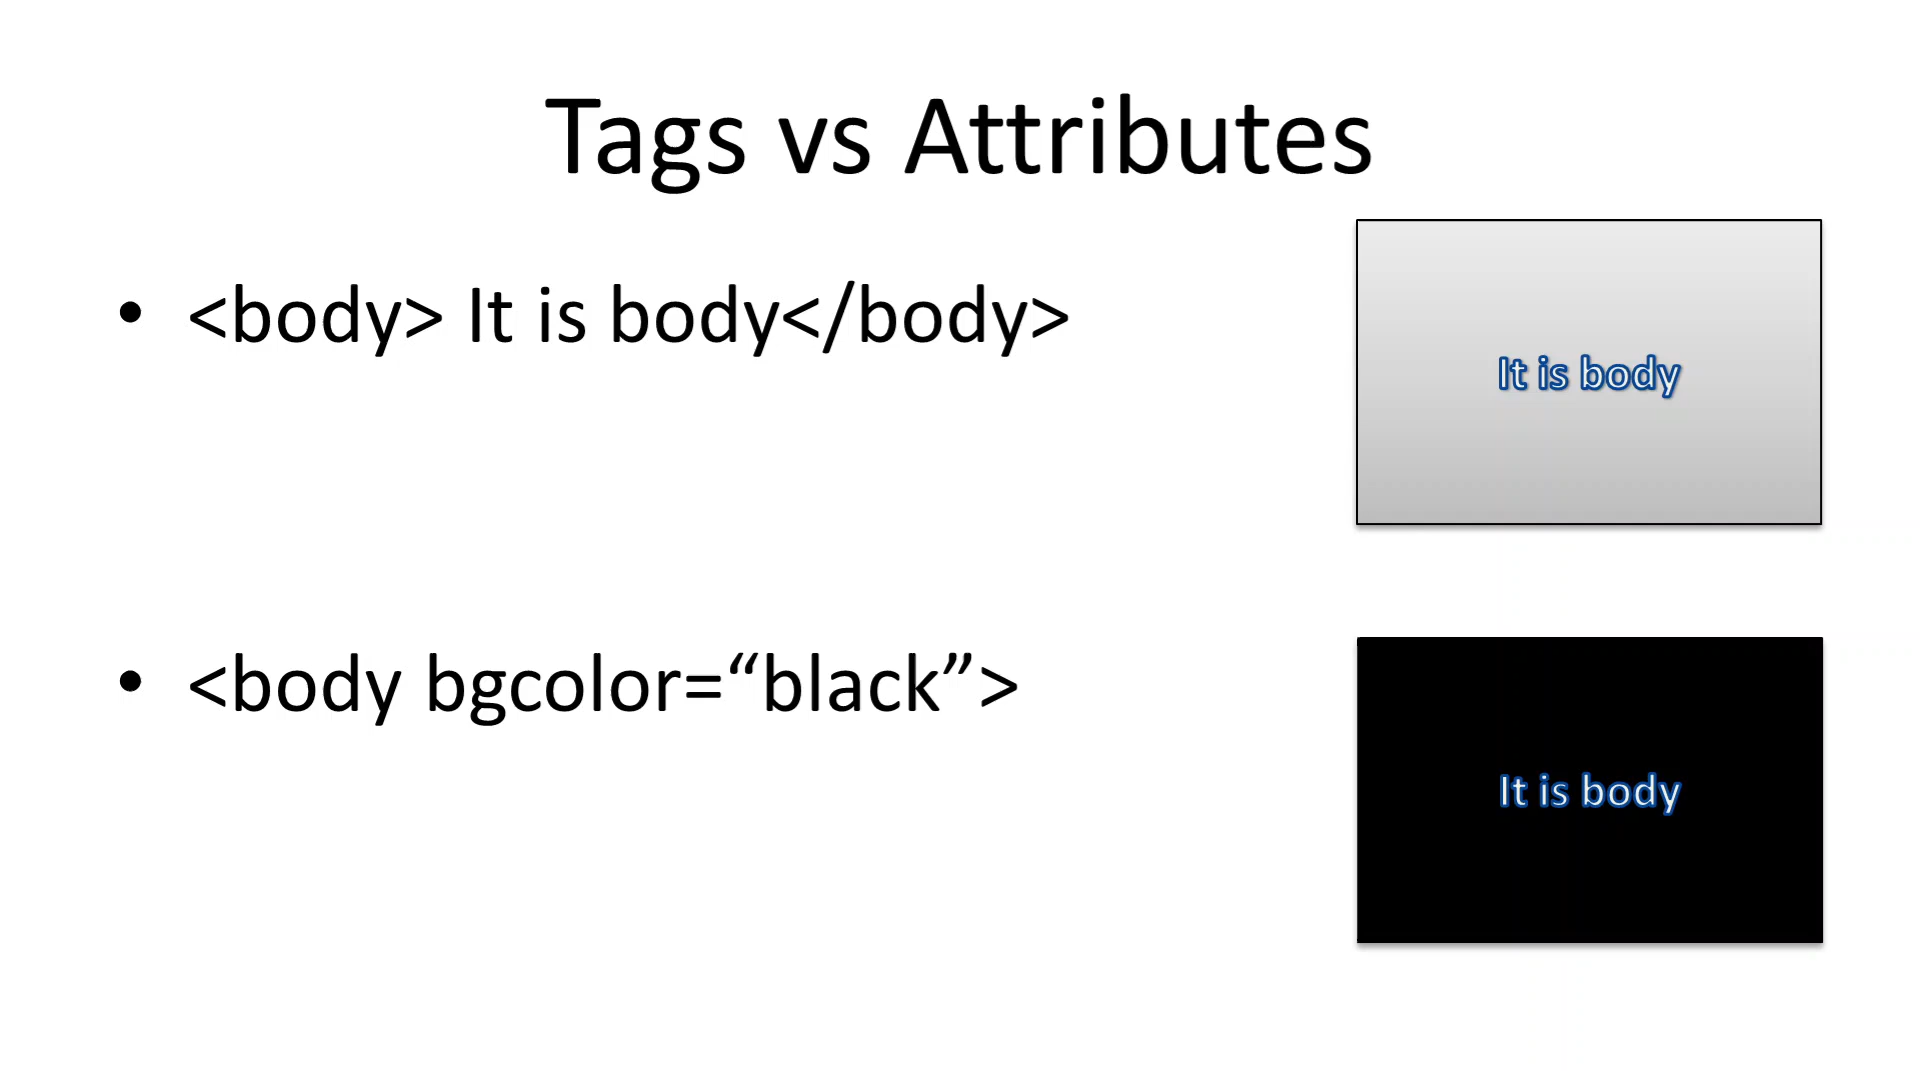 Tags vs Attributes
• <body> It is body</body>
It is body
• <body bgcolor=“black”>
It is body